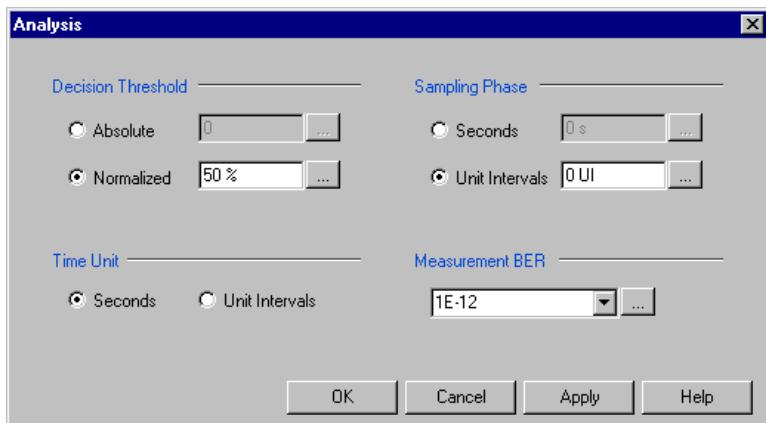 Analysis
Decision Threshold
Absolute 0 ...
Normalized 50 % ...
Sampling Phase
Seconds 0 s ...
Unit Intervals 0 UI ...
Time Unit
Seconds Unit Intervals
Measurement BER
1E-12 ...
OK Cancel Apply Help